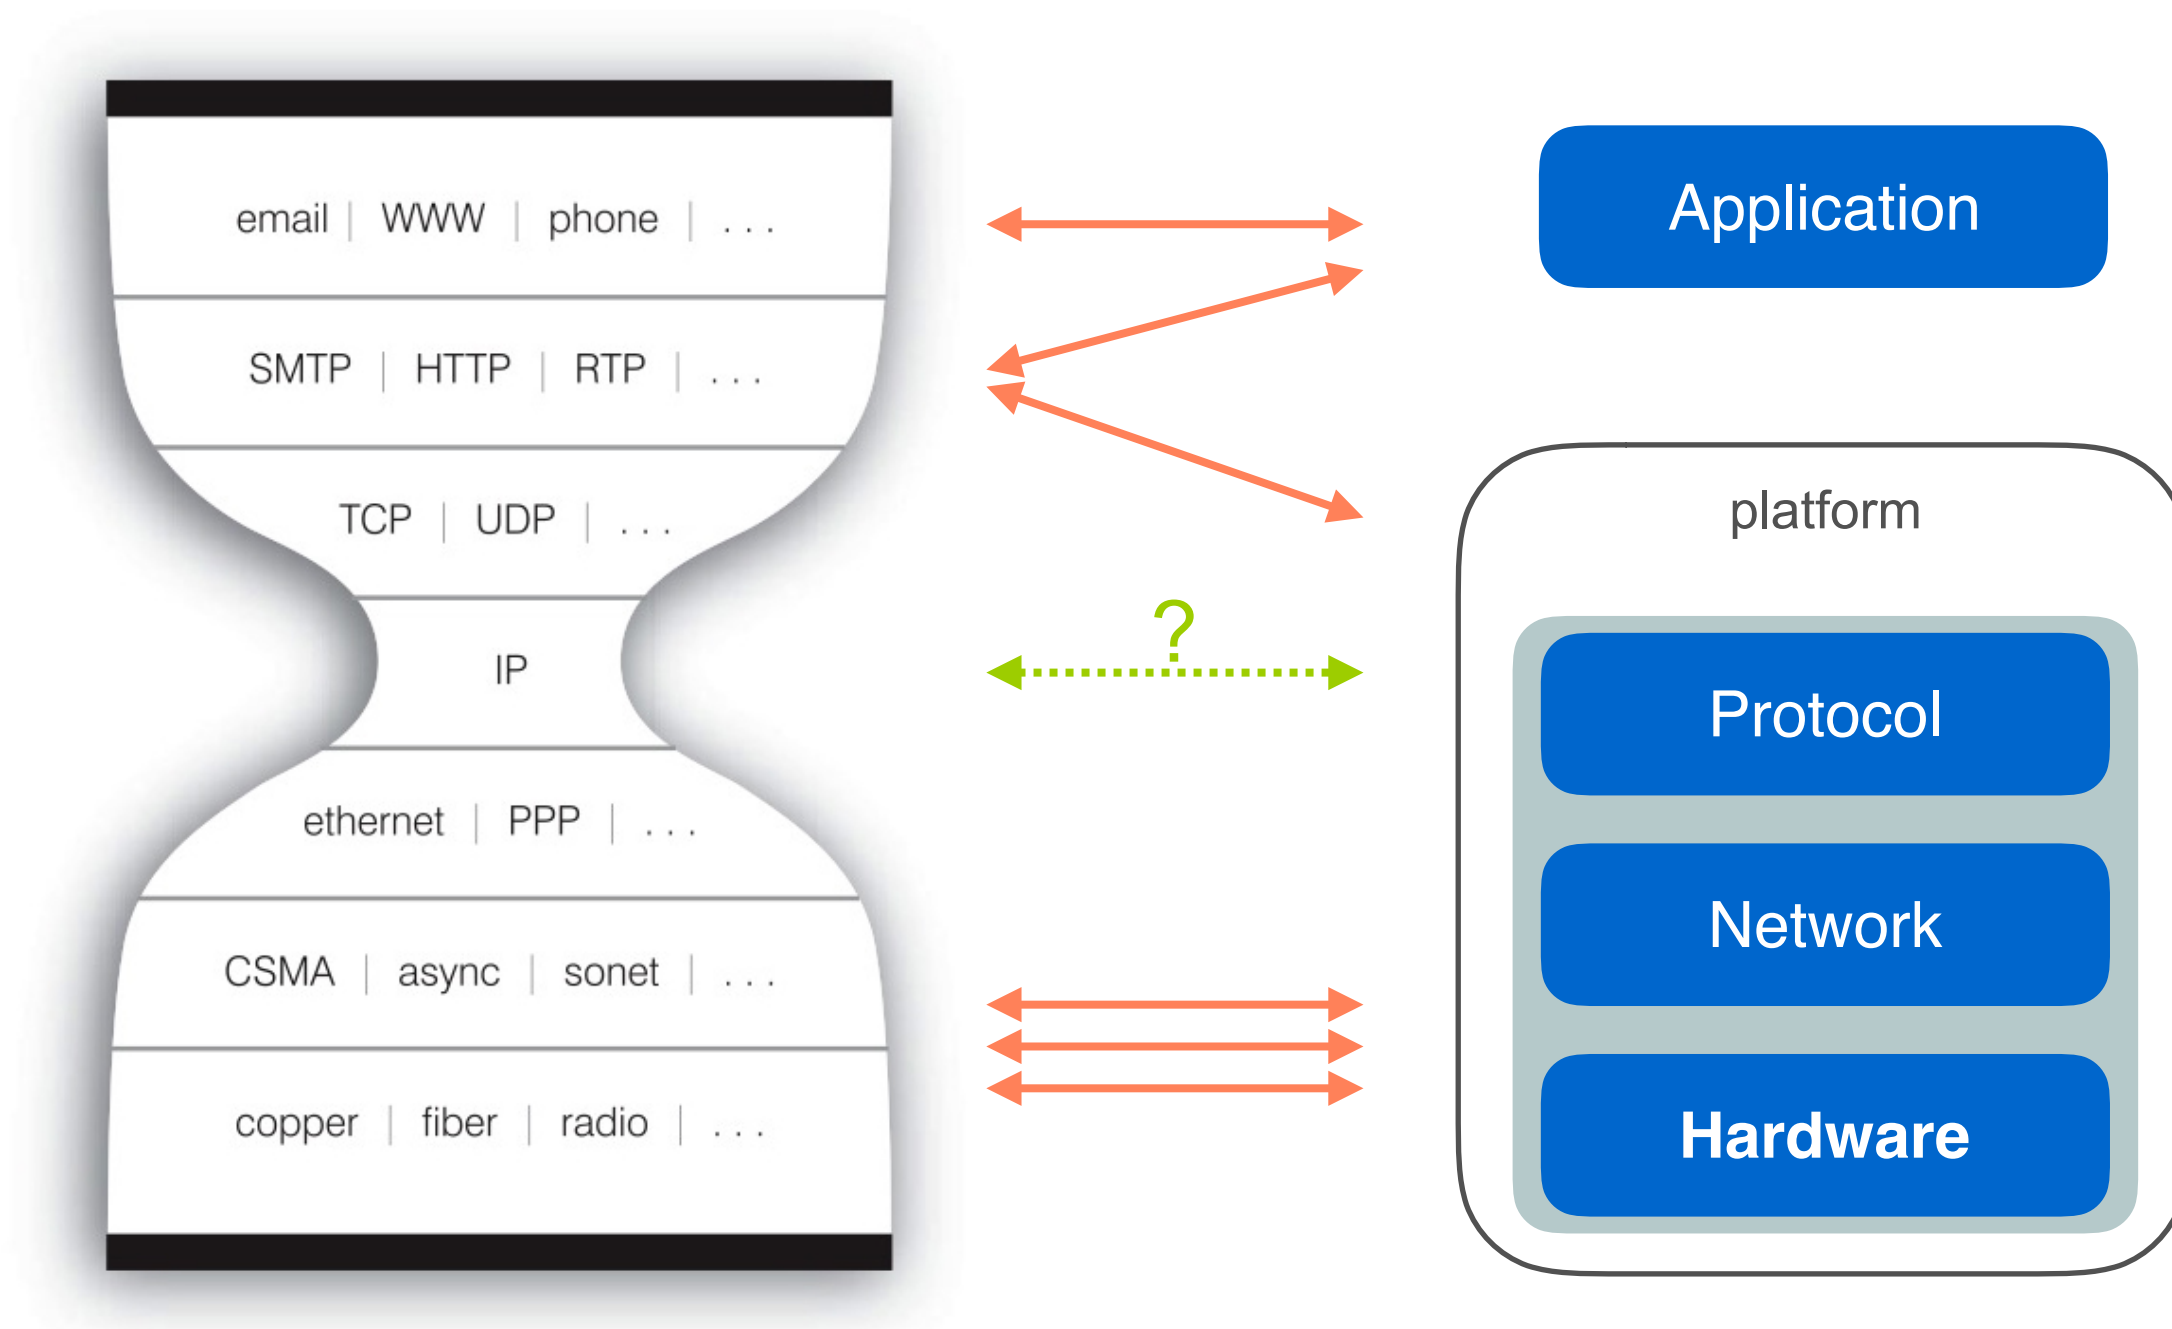 email | WWW | phone | . . .
SMTP | HTTP | RTP | . . .
TCP | UDP | . . .
IP
ethernet | PPP | . . .
CSMA | async | sonet | . . .
copper | fiber | radio | . . .
?
Application
platform
Protocol
Network
Hardware